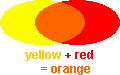 yellow + red
= orange